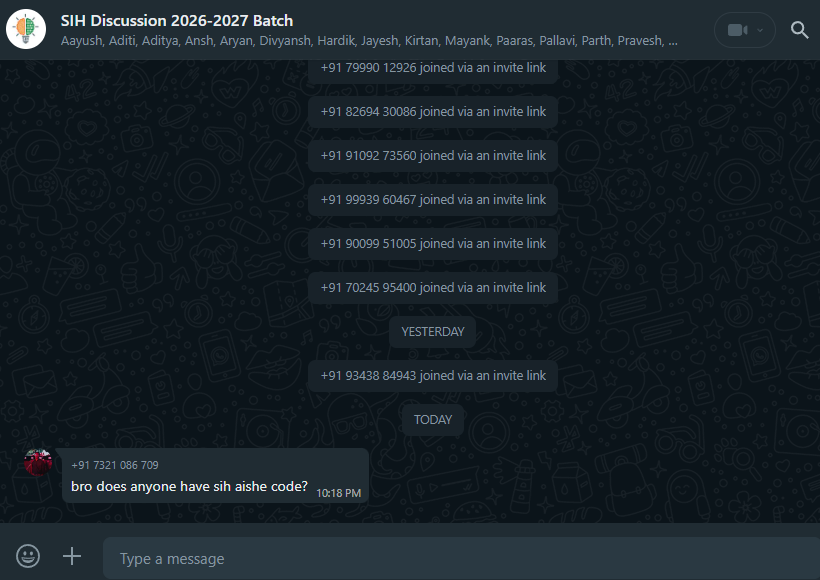 SIH Discussion 2026-2027 Batch
Aayush, Aditi, Aditya, Ansh, Aryan, Divyansh, Hardik, Jayesh, Kirtan, Mayank, Paaras, Pallavi, Parth, Pravesh, ...
+91 79990 12926 joined via an invite link
+91 82694 30086 joined via an invite link
+91 91092 73560 joined via an invite link
+91 99939 60467 joined via an invite link
+91 90099 51005 joined via an invite link
+91 70245 95400 joined via an invite link
YESTERDAY
+91 93438 84943 joined via an invite link
TODAY
+91 7321 086 709
bro does anyone have sih aishe code?
10:18 PM
Type a message